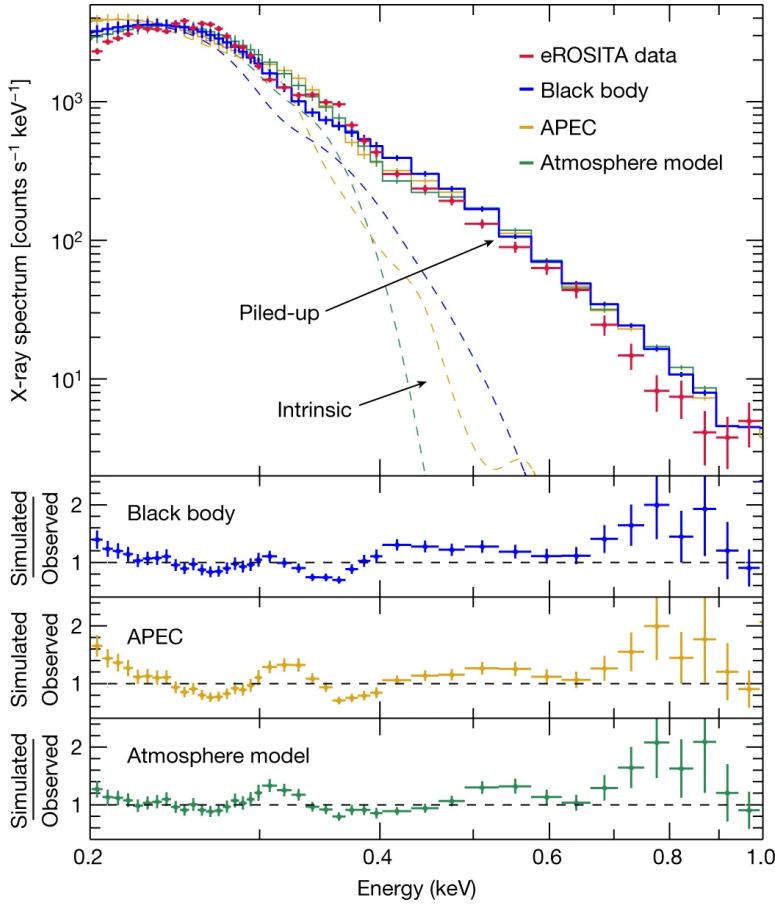 X-ray spectrum [counts s⁻¹ keV⁻¹]
10³
10²
10¹
eROSITA data
Black body
APEC
Atmosphere model
Piled-up
Intrinsic
Simulated
Observed
2
1
Black body
Simulated
Observed
2
1
APEC
Simulated
Observed
2
1
Atmosphere model
0.2
0.4
0.6
0.8
1.0
Energy (keV)